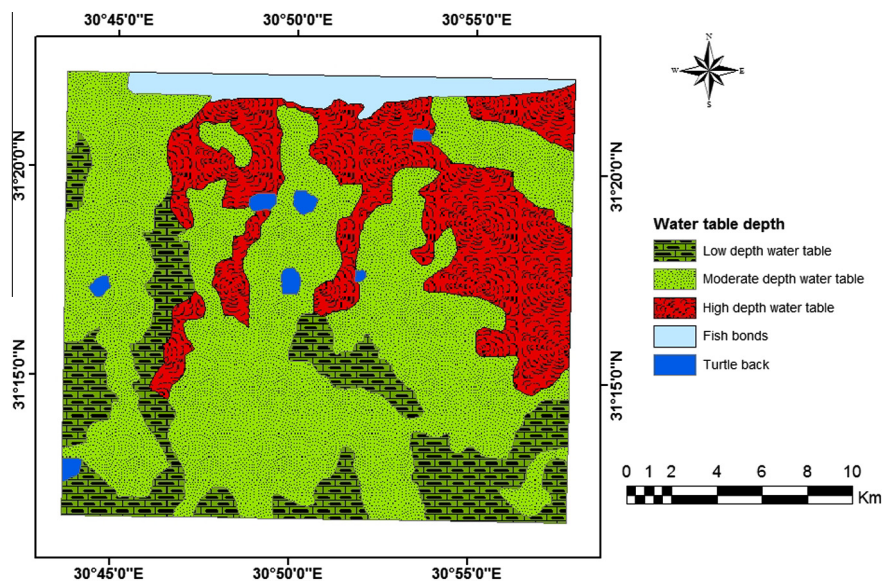 30°45'0"E 30°50'0"E 30°55'0"E
N
W E
S
31°20'0"N 31°20'0"N
31°15'0"N 31°15'0"N
Water table depth
Low depth water table
Moderate depth water table
High depth water table
Fish bonds
Turtle back
0 1 2 4 6 8 10
Km
30°45'0"E 30°50'0"E 30°55'0"E